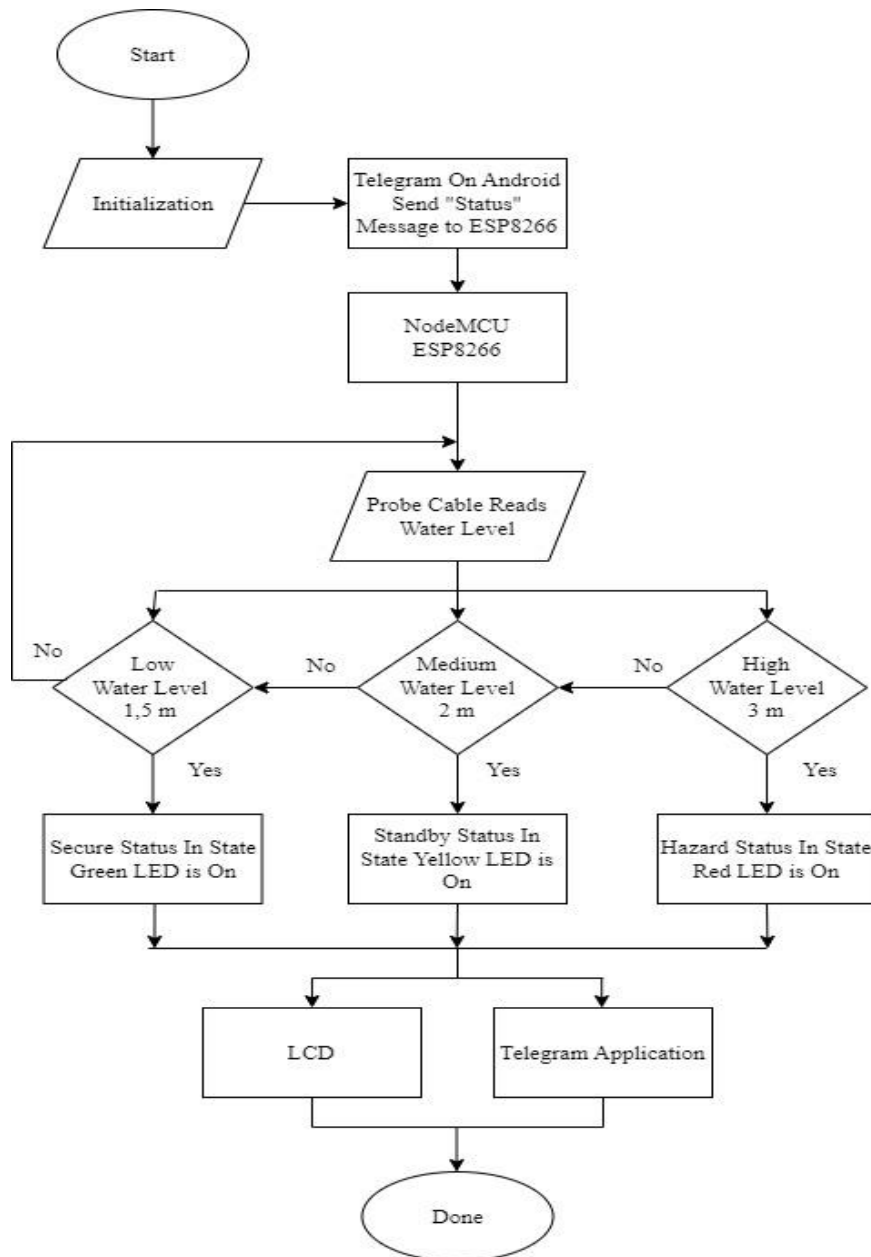 Start
Initialization
Telegram On Android
Send "Status"
Message to ESP8266
NodeMCU
ESP8266
Probe Cable Reads
Water Level
No
Low
Water Level
1,5 m
No
Medium
Water Level
2 m
No
High
Water Level
3 m
Yes
Yes
Yes
Secure Status In State
Green LED is On
Standby Status In
State Yellow LED is
On
Hazard Status In State
Red LED is On
LCD
Telegram Application
Done